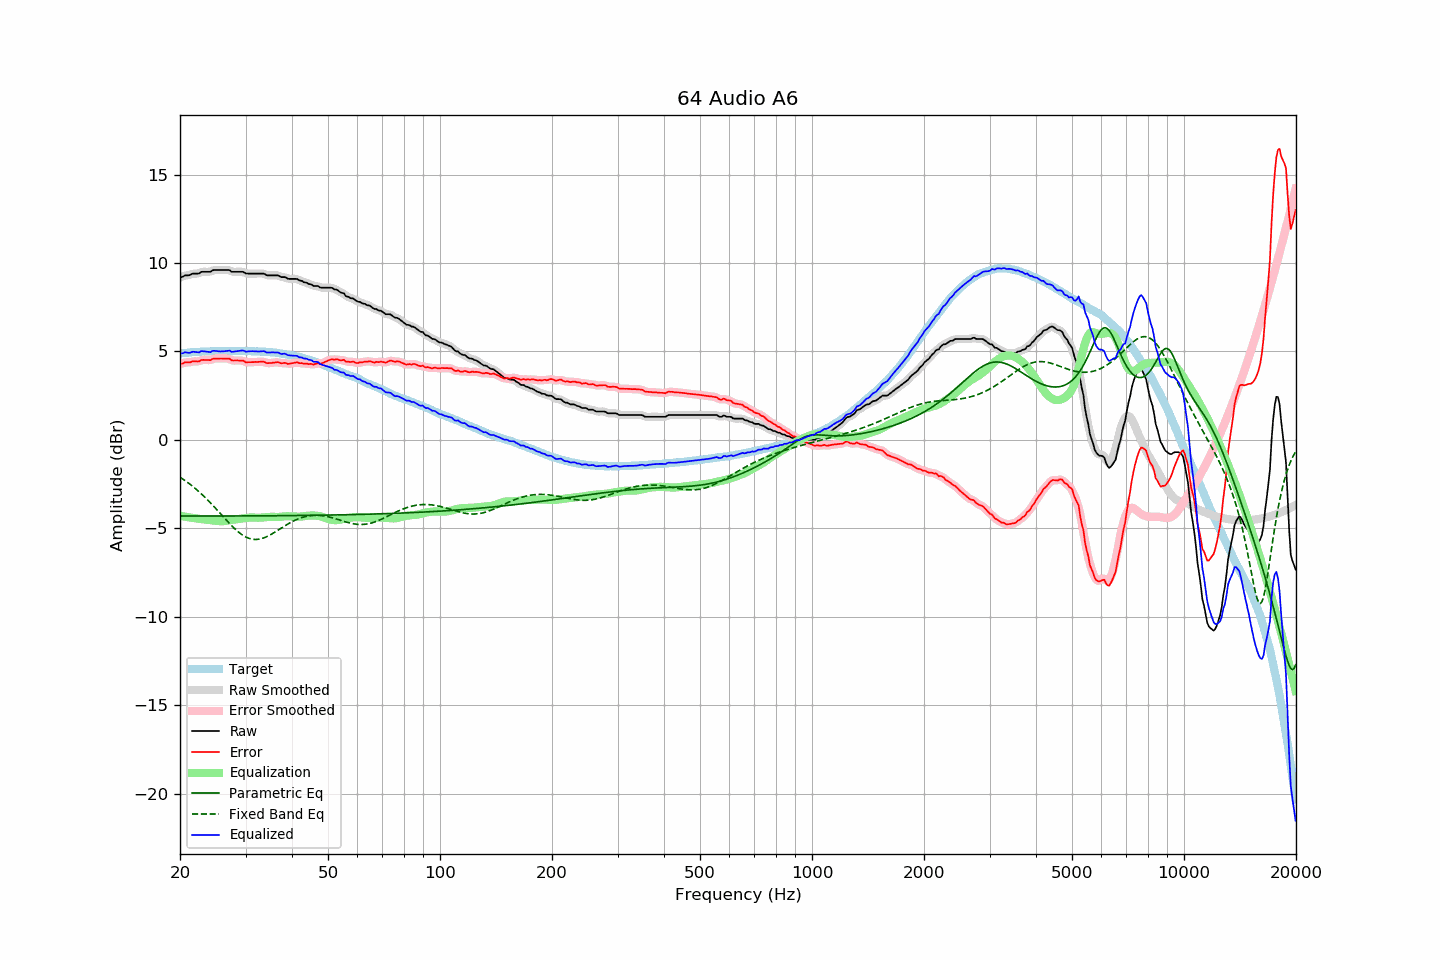 64 Audio A6
15
10
5
0
−5
−10
−15
−20
Amplitude (dBr)
Target
Raw Smoothed
Error Smoothed
Raw
Error
Equalization
Parametric Eq
Fixed Band Eq
Equalized
20 50 100 200 500 1000 2000 5000 10000 20000
Frequency (Hz)